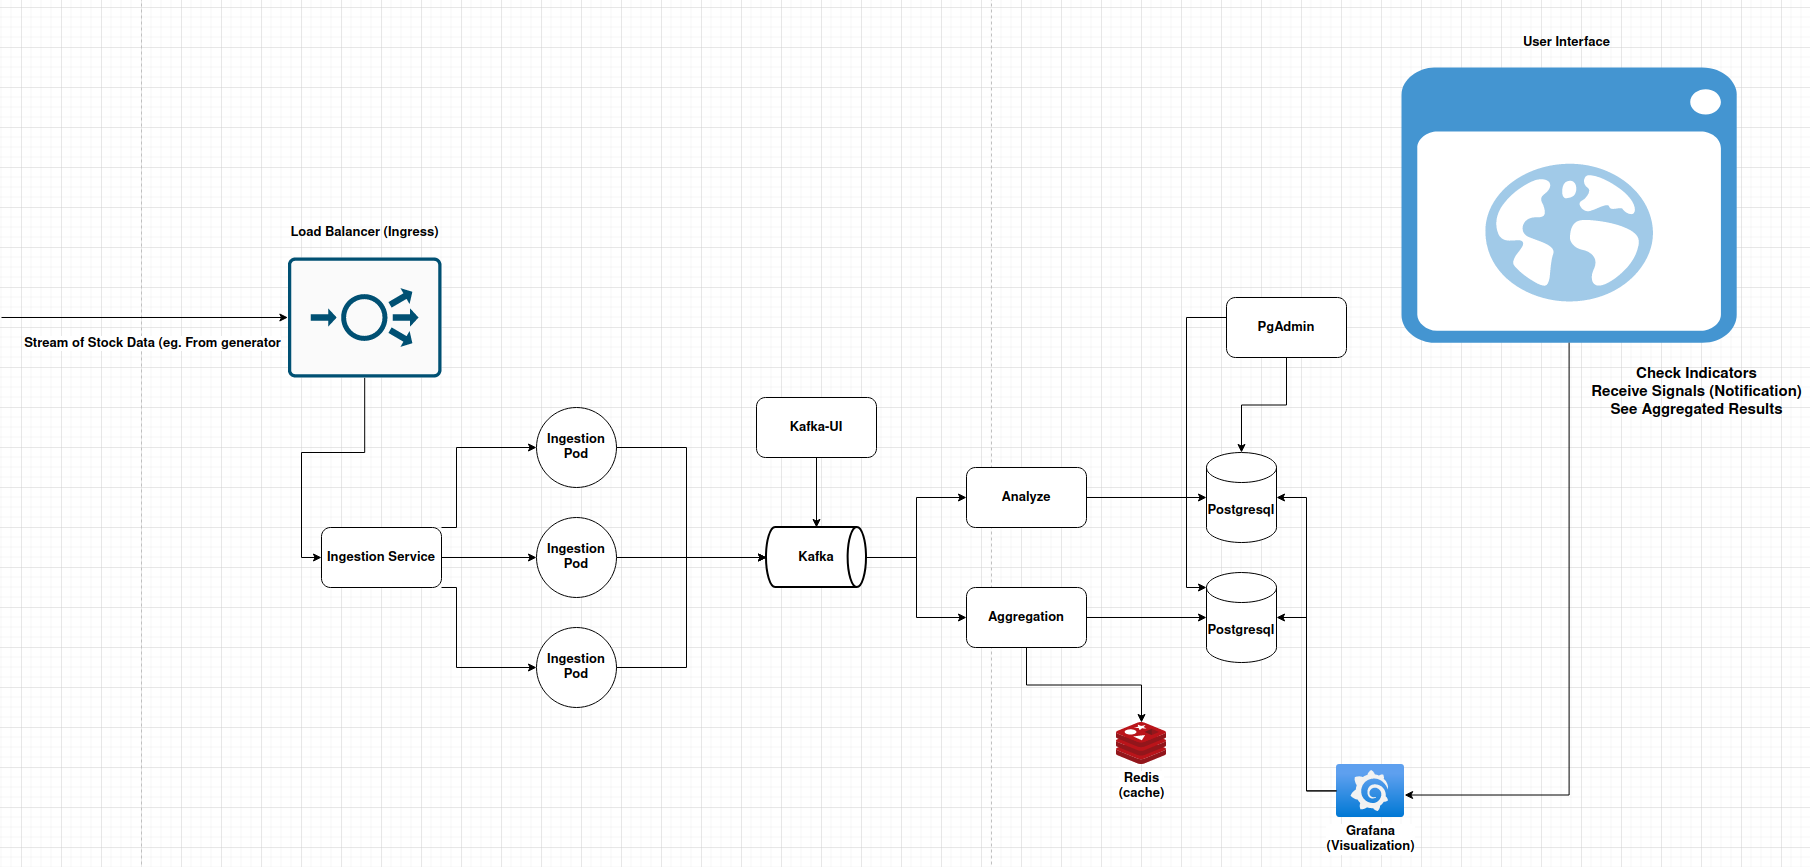 User Interface
Load Balancer (Ingress)
Stream of Stock Data (eg. From generator
PgAdmin
Check Indicators
Receive Signals (Notification)
See Aggregated Results
Kafka-UI
Ingestion
Pod
Analyze
Postgresql
Ingestion Service
Ingestion
Pod
Kafka
Aggregation
Postgresql
Ingestion
Pod
Redis
(cache)
Grafana
(Visualization)